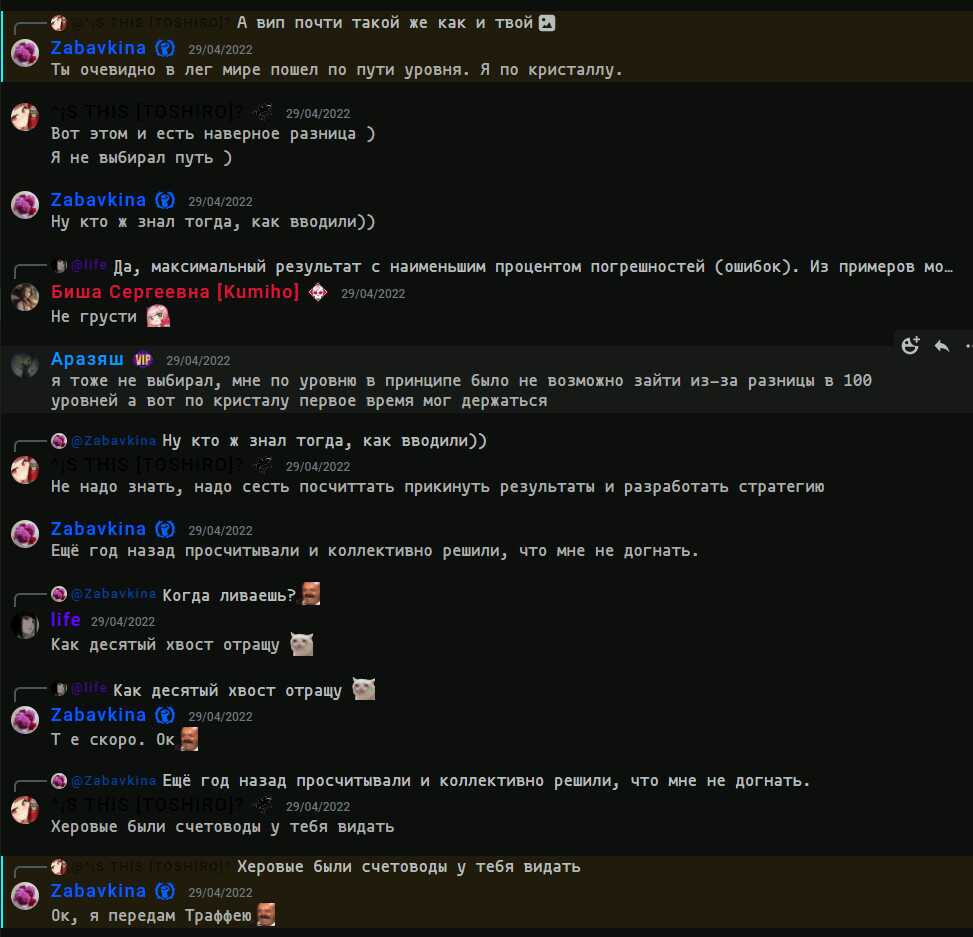 @^¡S THIS [TOSHIRO]? А вип почти такой же как и твой
Zabavkina 29/04/2022
Ты очевидно в лег мире пошел по пути уровня. Я по кристаллу.
^¡S THIS [TOSHIRO]? 29/04/2022
Вот этом и есть наверное разница )
Я не выбирал путь )
Zabavkina 29/04/2022
Ну кто ж знал тогда, как вводили))
@life Да, максимальный результат с наименьшим процентом погрешностей (ошибок). Из примеров мо…
Биша Сергеевна [Kumiho] 29/04/2022
Не грусти
Аразяш VIP 29/04/2022
я тоже не выбирал, мне по уровню в принципе было не возможно зайти из-за разницы в 100
уровней а вот по кристалу первое время мог держаться
@Zabavkina Ну кто ж знал тогда, как вводили))
^¡S THIS [TOSHIRO]? 29/04/2022
Не надо знать, надо сесть посчиттать прикинуть результаты и разработать стратегию
Zabavkina 29/04/2022
Ещё год назад просчитывали и коллективно решили, что мне не догнать.
@Zabavkina Когда ливаешь?
life 29/04/2022
Как десятый хвост отращу
@life Как десятый хвост отращу
Zabavkina 29/04/2022
Т е скоро. Ок
@Zabavkina Ещё год назад просчитывали и коллективно решили, что мне не догнать.
^¡S THIS [TOSHIRO]? 29/04/2022
Херовые были счетоводы у тебя видать
@^¡S THIS [TOSHIRO]? Херовые были счетоводы у тебя видать
Zabavkina 29/04/2022
Ок, я передам Траффею